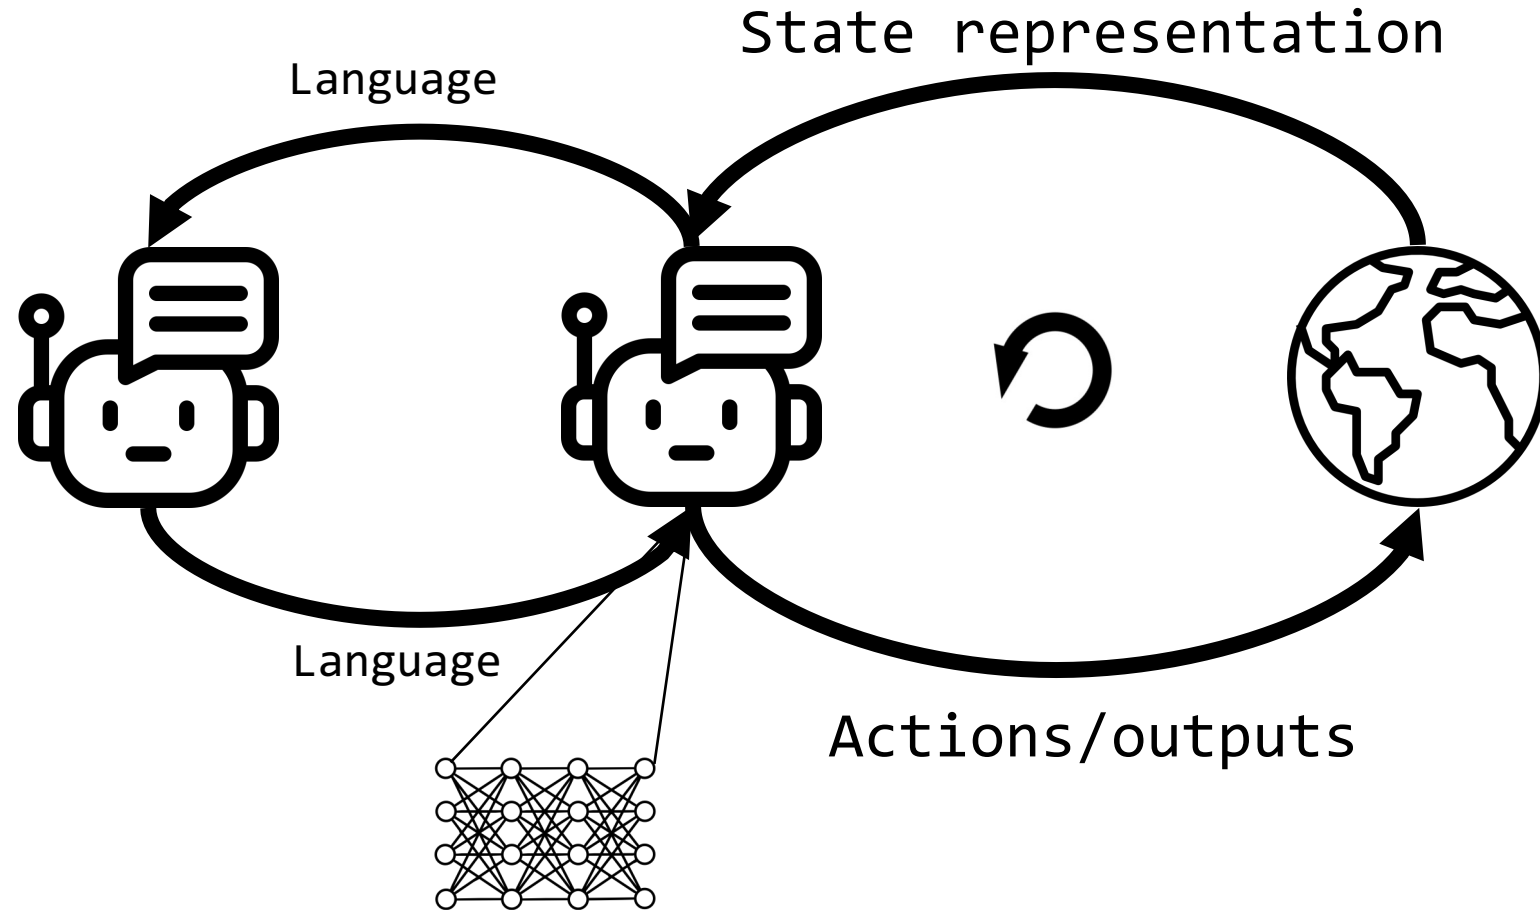 State representation
Language
Language
Actions/outputs